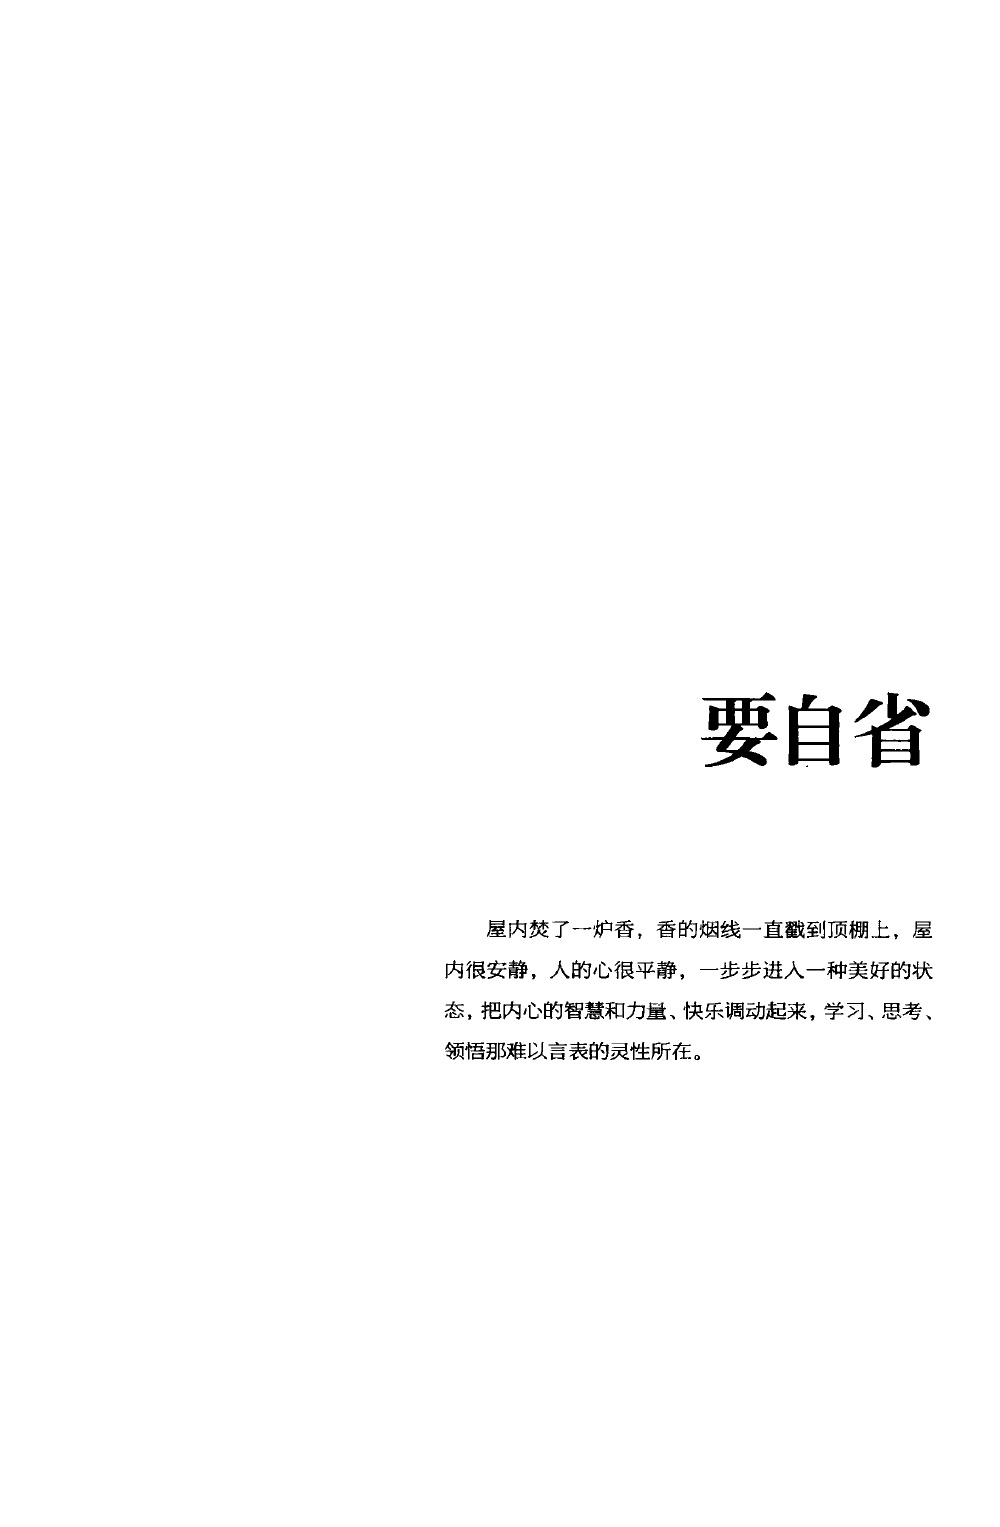 要自省
屋内焚了一炉香，香的烟线一直戳到顶棚上，屋
内很安静，人的心很平静，一步步进入一种美好的状
态，把内心的智慧和力量、快乐调动起来，学习、思考、
领悟那难以言表的灵性所在。